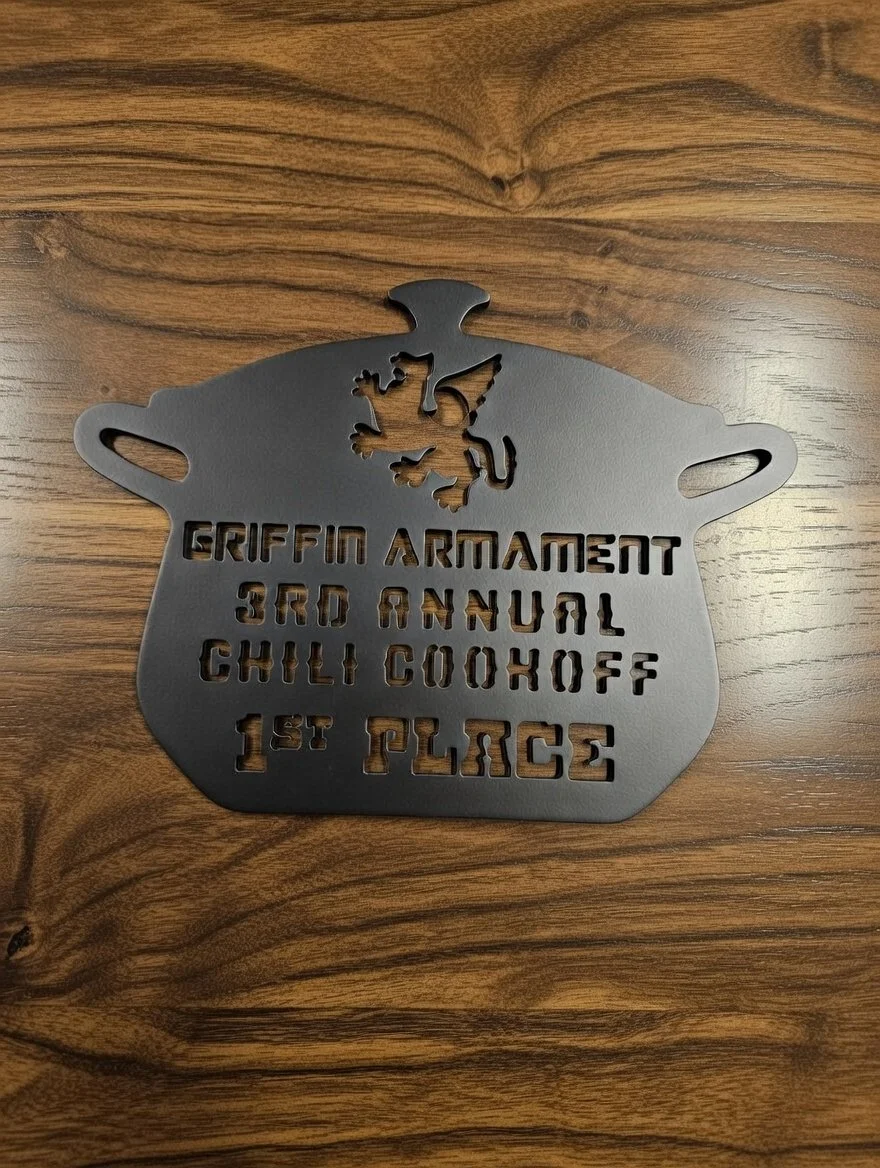 GRIFFIN ARMAMENT
3RD ANNUAL
CHILI COOKOFF
1ST PLACE